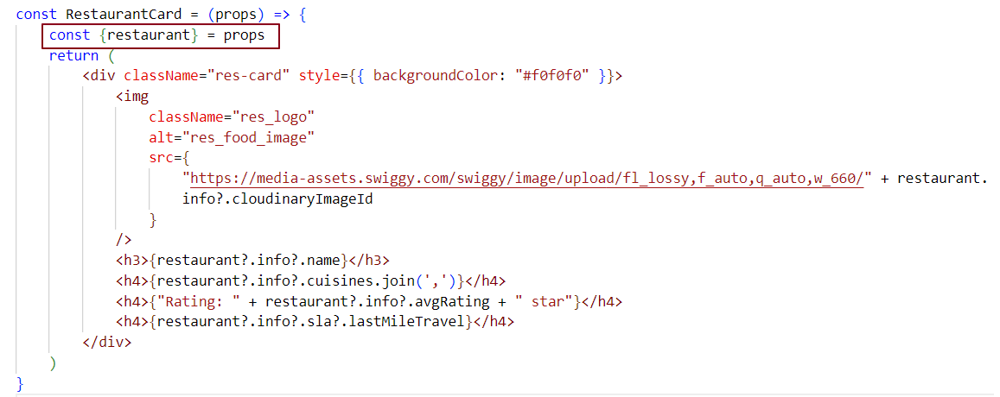 const RestaurantCard = (props) => {
const {restaurant} = props
return (
<div className="res-card" style={{ backgroundColor: "#f0f0f0" }}>
<img
className="res_logo"
alt="res_food_image"
src={
"https://media-assets.swiggy.com/swiggy/image/upload/fl_lossy,f_auto,q_auto,w_660/" + restaurant.
info?.cloudinaryImageId
}
/>
<h3>{restaurant?.info?.name}</h3>
<h4>{restaurant?.info?.cuisines.join(',')}</h4>
<h4>{"Rating: " + restaurant?.info?.avgRating + " star"}</h4>
<h4>{restaurant?.info?.sla?.lastMileTravel}</h4>
</div>
)
}